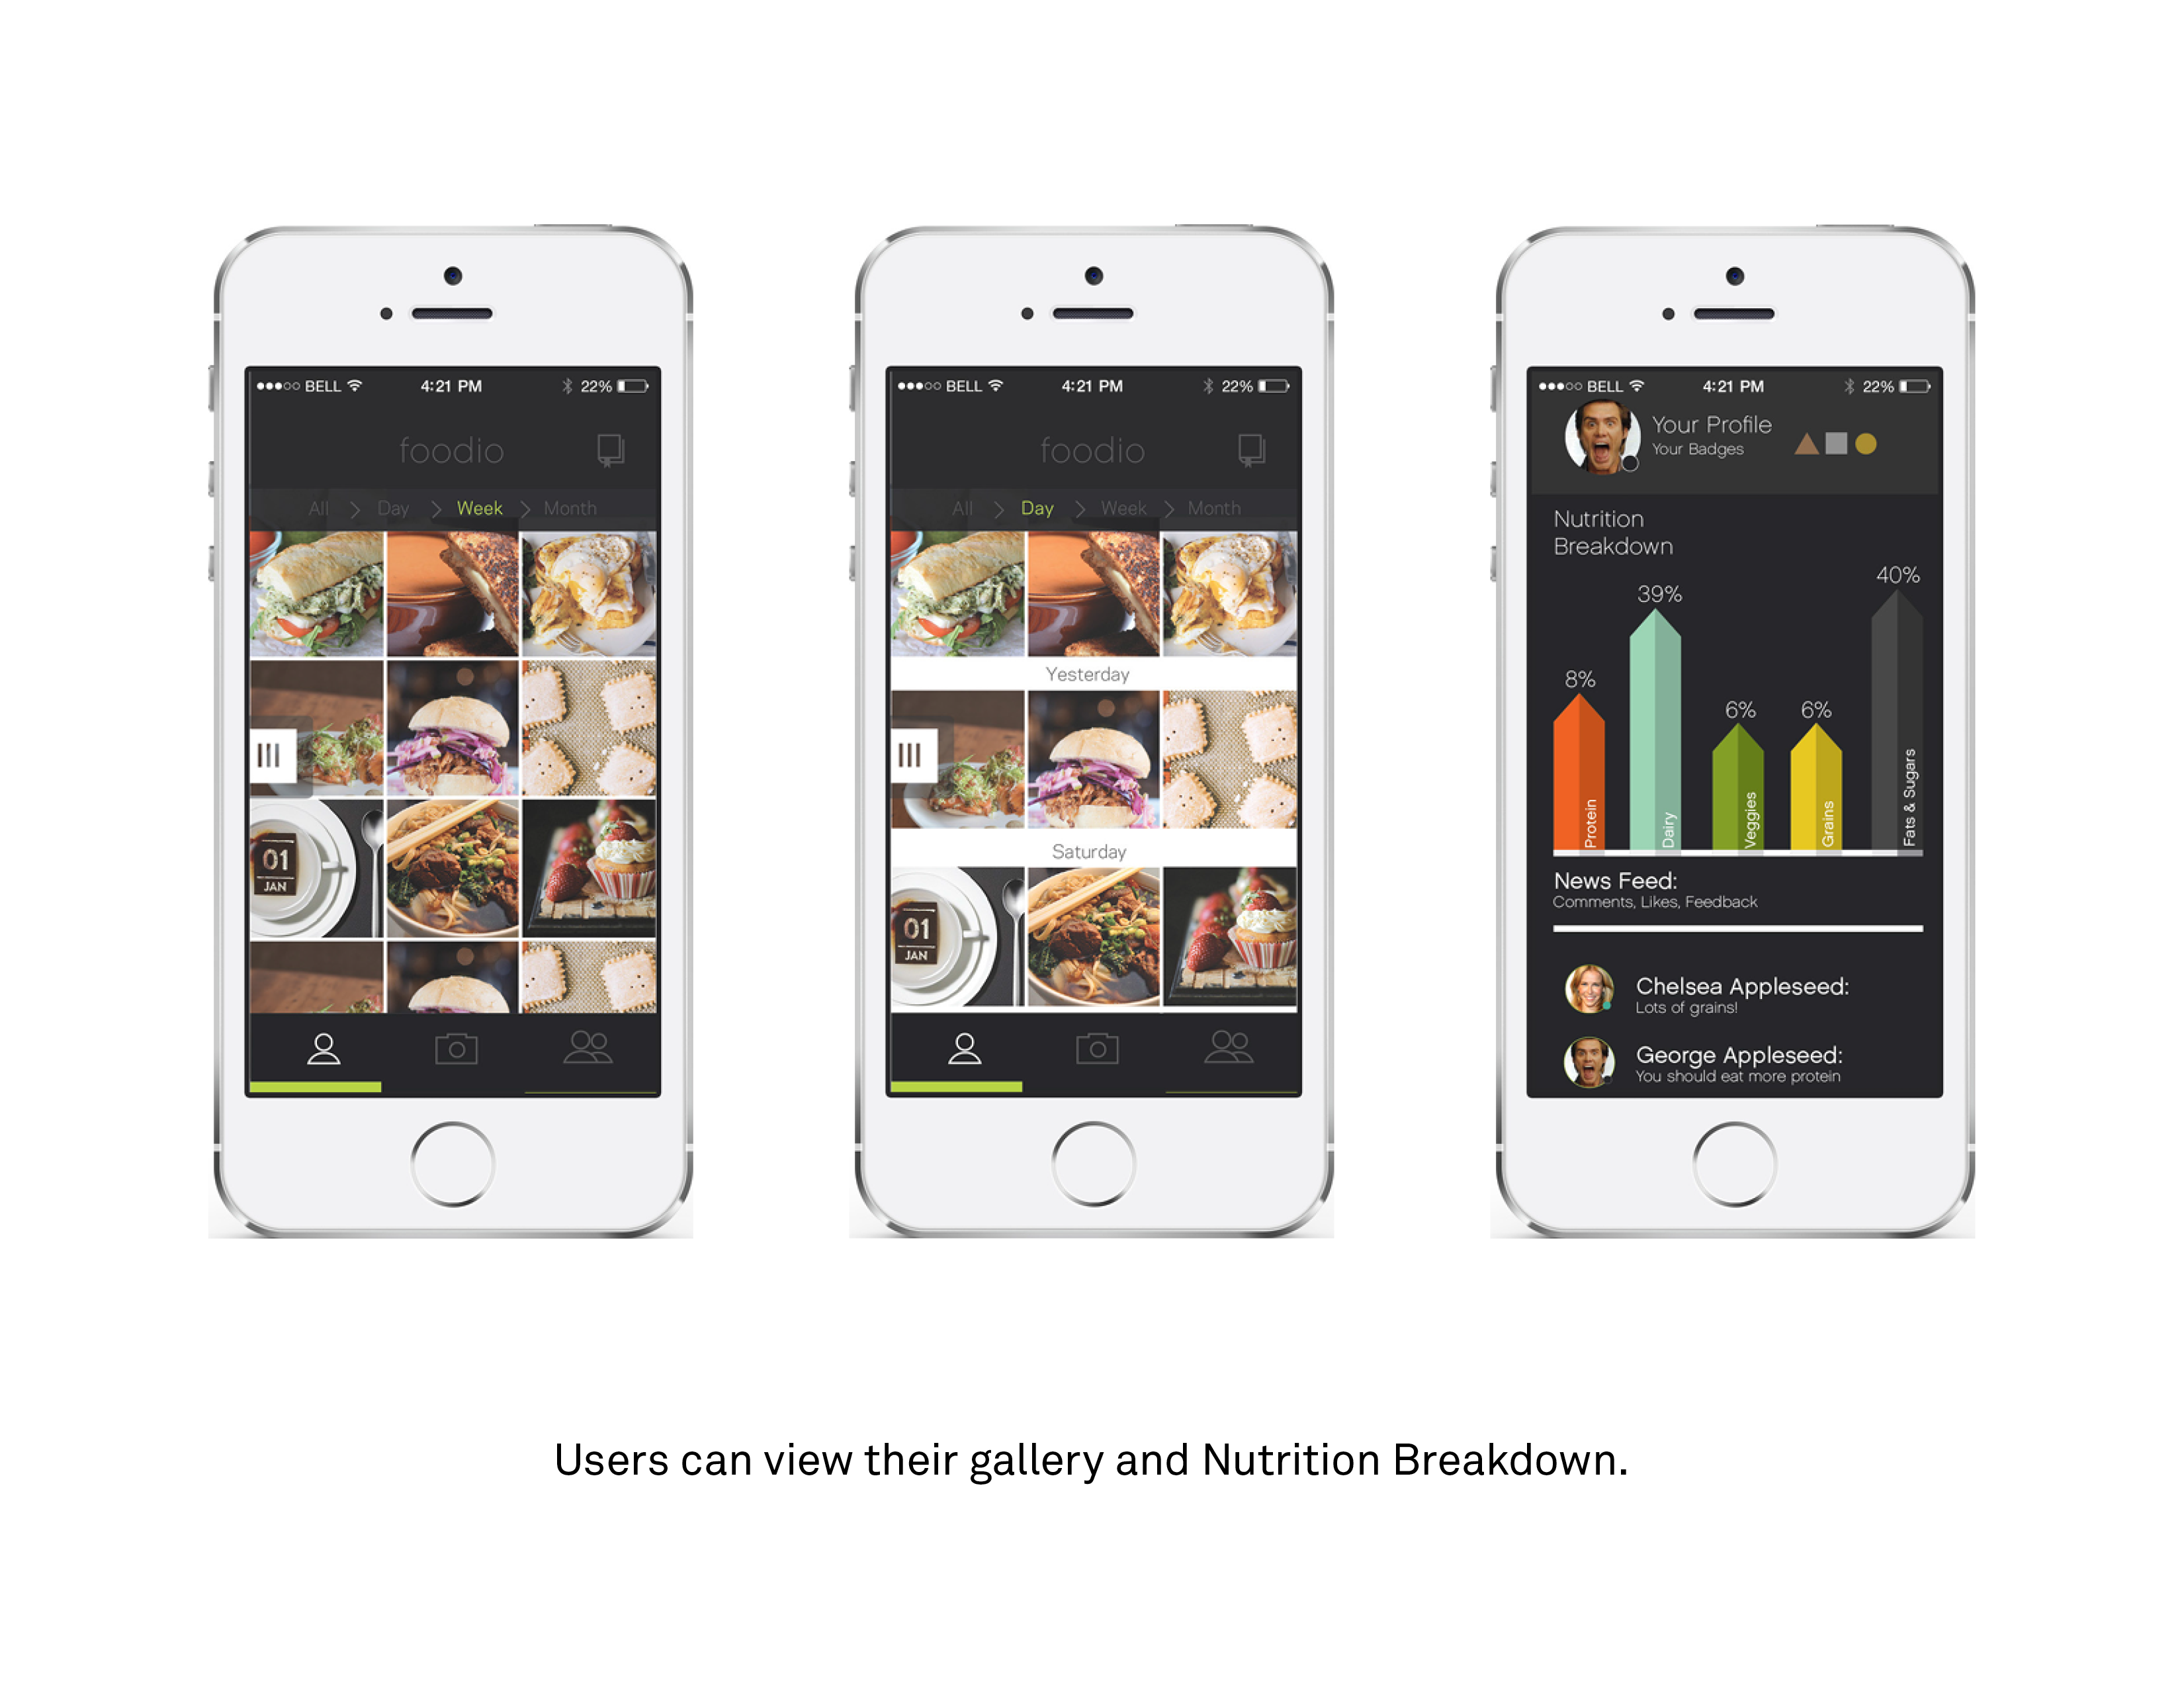 BELL 4:21 PM 22%
foodio
All Day Week Month
01
JAN
BELL 4:21 PM 22%
foodio
All Day Week Month
Yesterday
Saturday
01
JAN
BELL 4:21 PM 22%
Your Profile
Your Badges
Nutrition
Breakdown
8%
39%
6%
6%
40%
Protein
Dairy
Veggies
Grains
Fats & Sugars
News Feed:
Comments, Likes, Feedback
Chelsea Appleseed:
Lots of grains!
George Appleseed:
You should eat more protein
Users can view their gallery and Nutrition Breakdown.